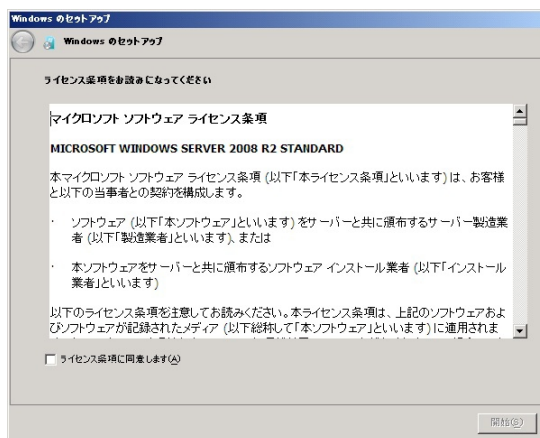 Windows のセットアップ
Windows のセットアップ
ライセンス条項をお読みになってください
マイクロソフト ソフトウェア ライセンス条項
MICROSOFT WINDOWS SERVER 2008 R2 STANDARD
本マイクロソフト ソフトウェア ライセンス条項 (以下「本ライセンス条項」といいます) は、お客様
と以下の当事者との契約を構成します。
· ソフトウェア (以下「本ソフトウェア」といいます) をサーバーと共に頒布するサーバー製造業
者 (以下「製造業者」といいます)、または
· 本ソフトウェアをサーバーと共に頒布するソフトウェア インストール業者 (以下「インストール
業者」といいます)
以下のライセンス条項を注意してお読みください。本ライセンス条項は、上記のソフトウェアおよ
びソフトウェアが記録されたメディア (以下総称して「本ソフトウェア」といいます) に適用されま
ライセンス条項に同意します(A)
開始(S)